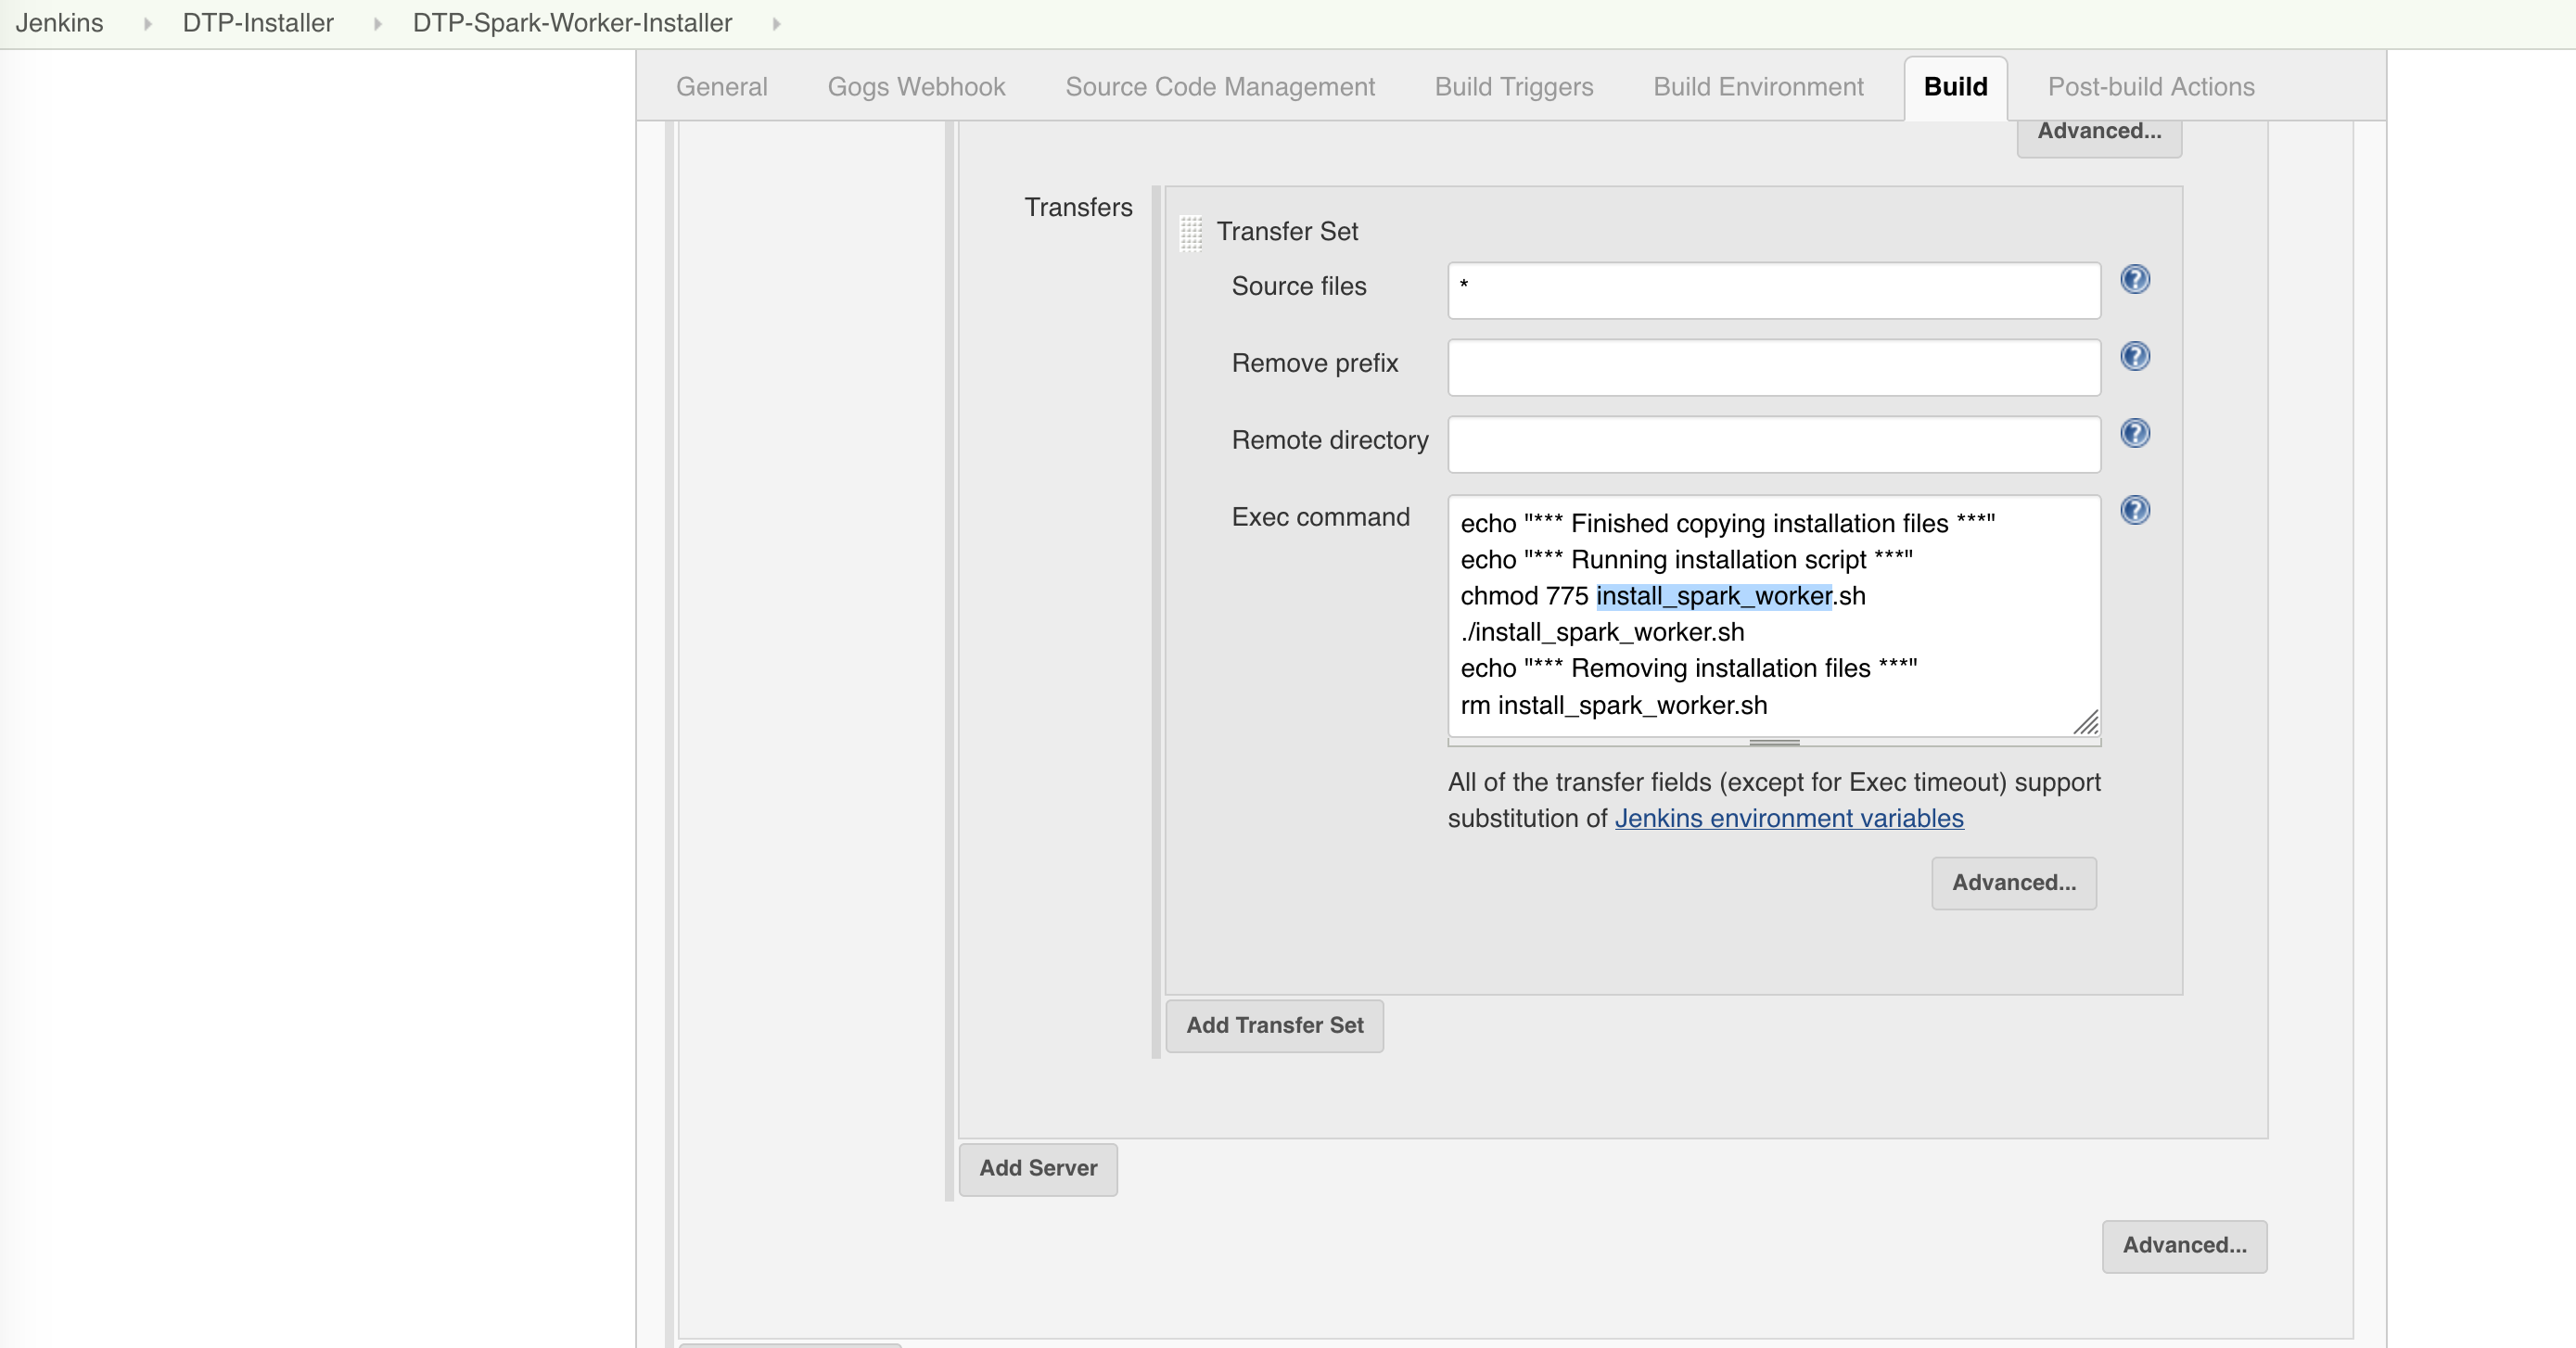 Jenkins DTP-Installer DTP-Spark-Worker-Installer
General Gogs Webhook Source Code Management Build Triggers Build Environment Build Post-build Actions
Advanced...
Transfers
Transfer Set
Source files *
Remove prefix
Remote directory
Exec command
echo "*** Finished copying installation files ***"
echo "*** Running installation script ***"
chmod 775 install_spark_worker.sh
./install_spark_worker.sh
echo "*** Removing installation files ***"
rm install_spark_worker.sh
All of the transfer fields (except for Exec timeout) support
substitution of Jenkins environment variables
Advanced...
Add Transfer Set
Add Server
Advanced...